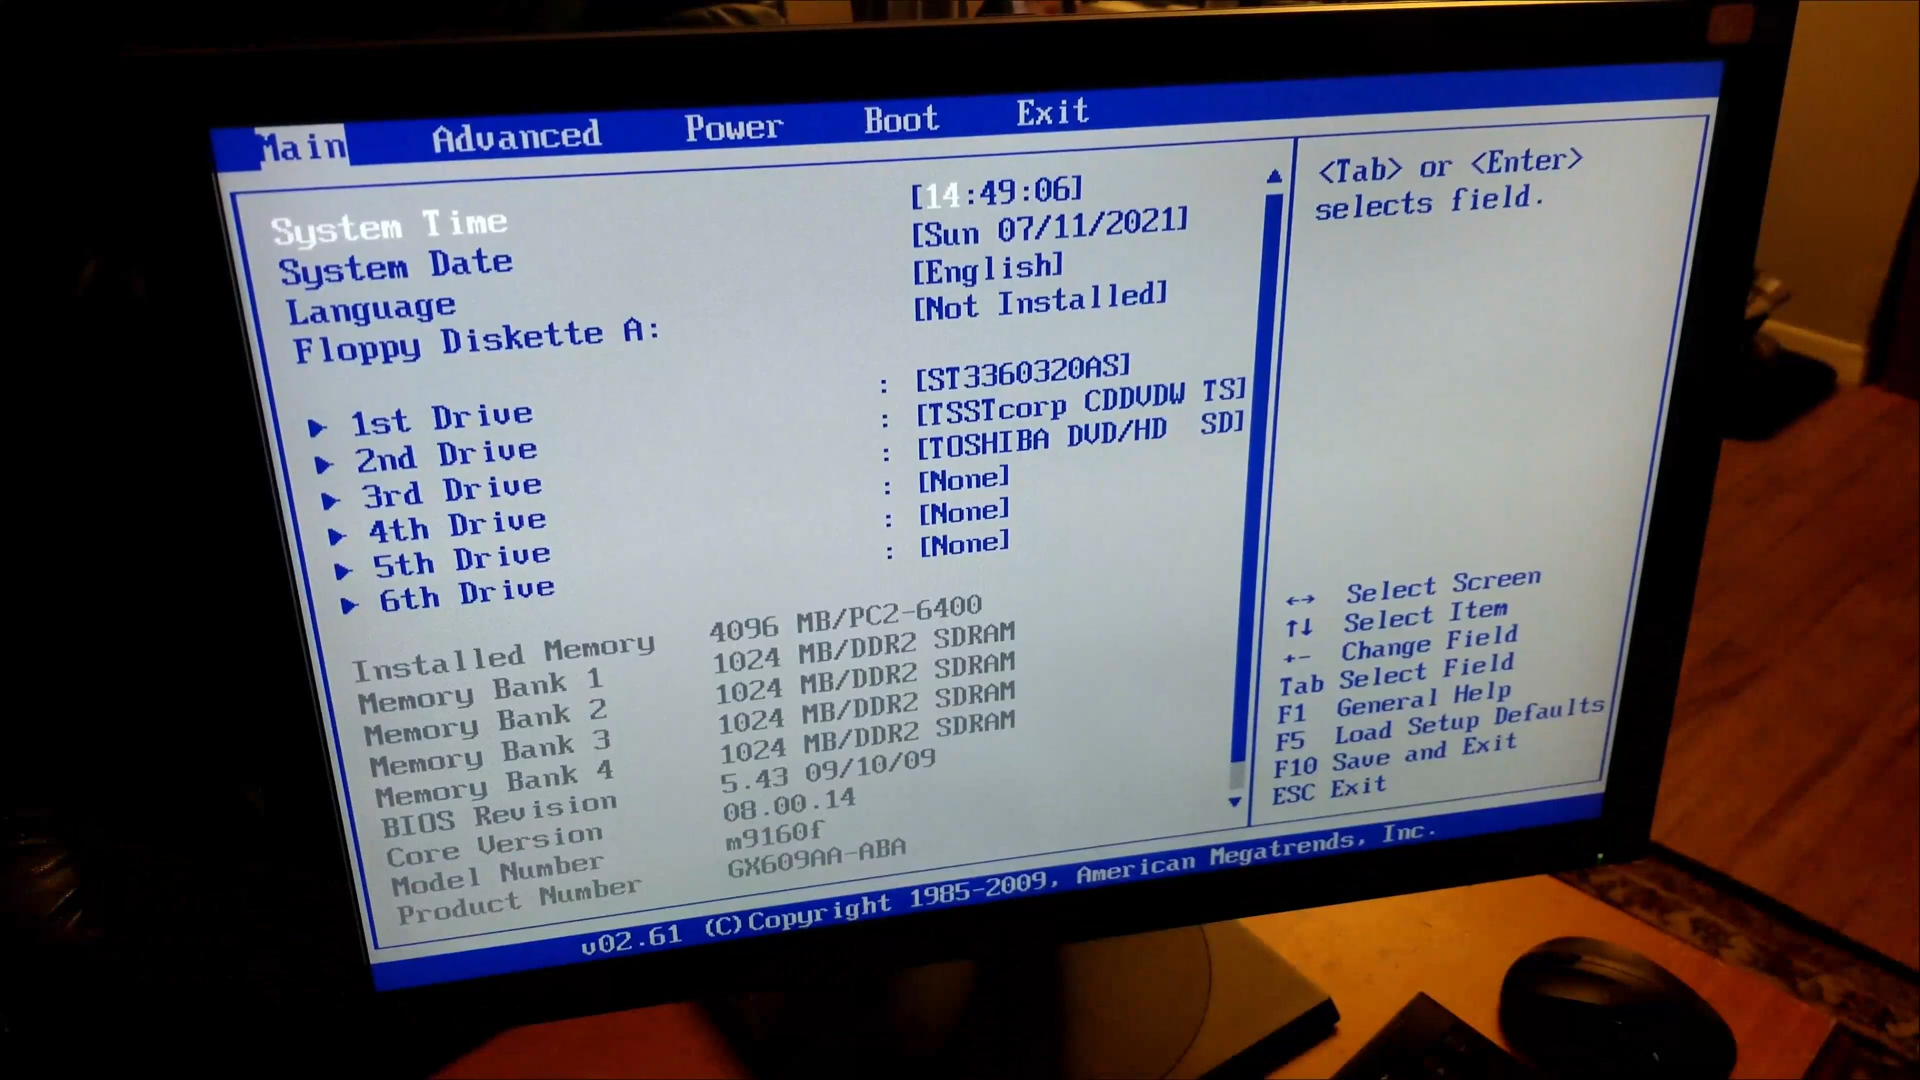 Main Advanced Power Boot Exit
System Time [14:49:06]
System Date [Sun 07/11/2021]
Language [English]
Floppy Diskette A: [Not Installed]
1st Drive : [ST3360320AS]
2nd Drive : [TSSTcorp CDDVDW TS]
3rd Drive : [TOSHIBA DVD/HD SD]
4th Drive : [None]
5th Drive : [None]
6th Drive : [None]
Installed Memory 4096 MB/PC2-6400
Memory Bank 1 1024 MB/DDR2 SDRAM
Memory Bank 2 1024 MB/DDR2 SDRAM
Memory Bank 3 1024 MB/DDR2 SDRAM
Memory Bank 4 1024 MB/DDR2 SDRAM
BIOS Revision 5.43 09/10/09
Core Version 08.00.14
Model Number m9160f
Product Number GX609AA-ABA
<Tab> or <Enter>
selects field.
←→ Select Screen
↑↓ Select Item
+- Change Field
Tab Select Field
F1 General Help
F5 Load Setup Defaults
F10 Save and Exit
ESC Exit
v02.61 (C)Copyright 1985-2009, American Megatrends, Inc.